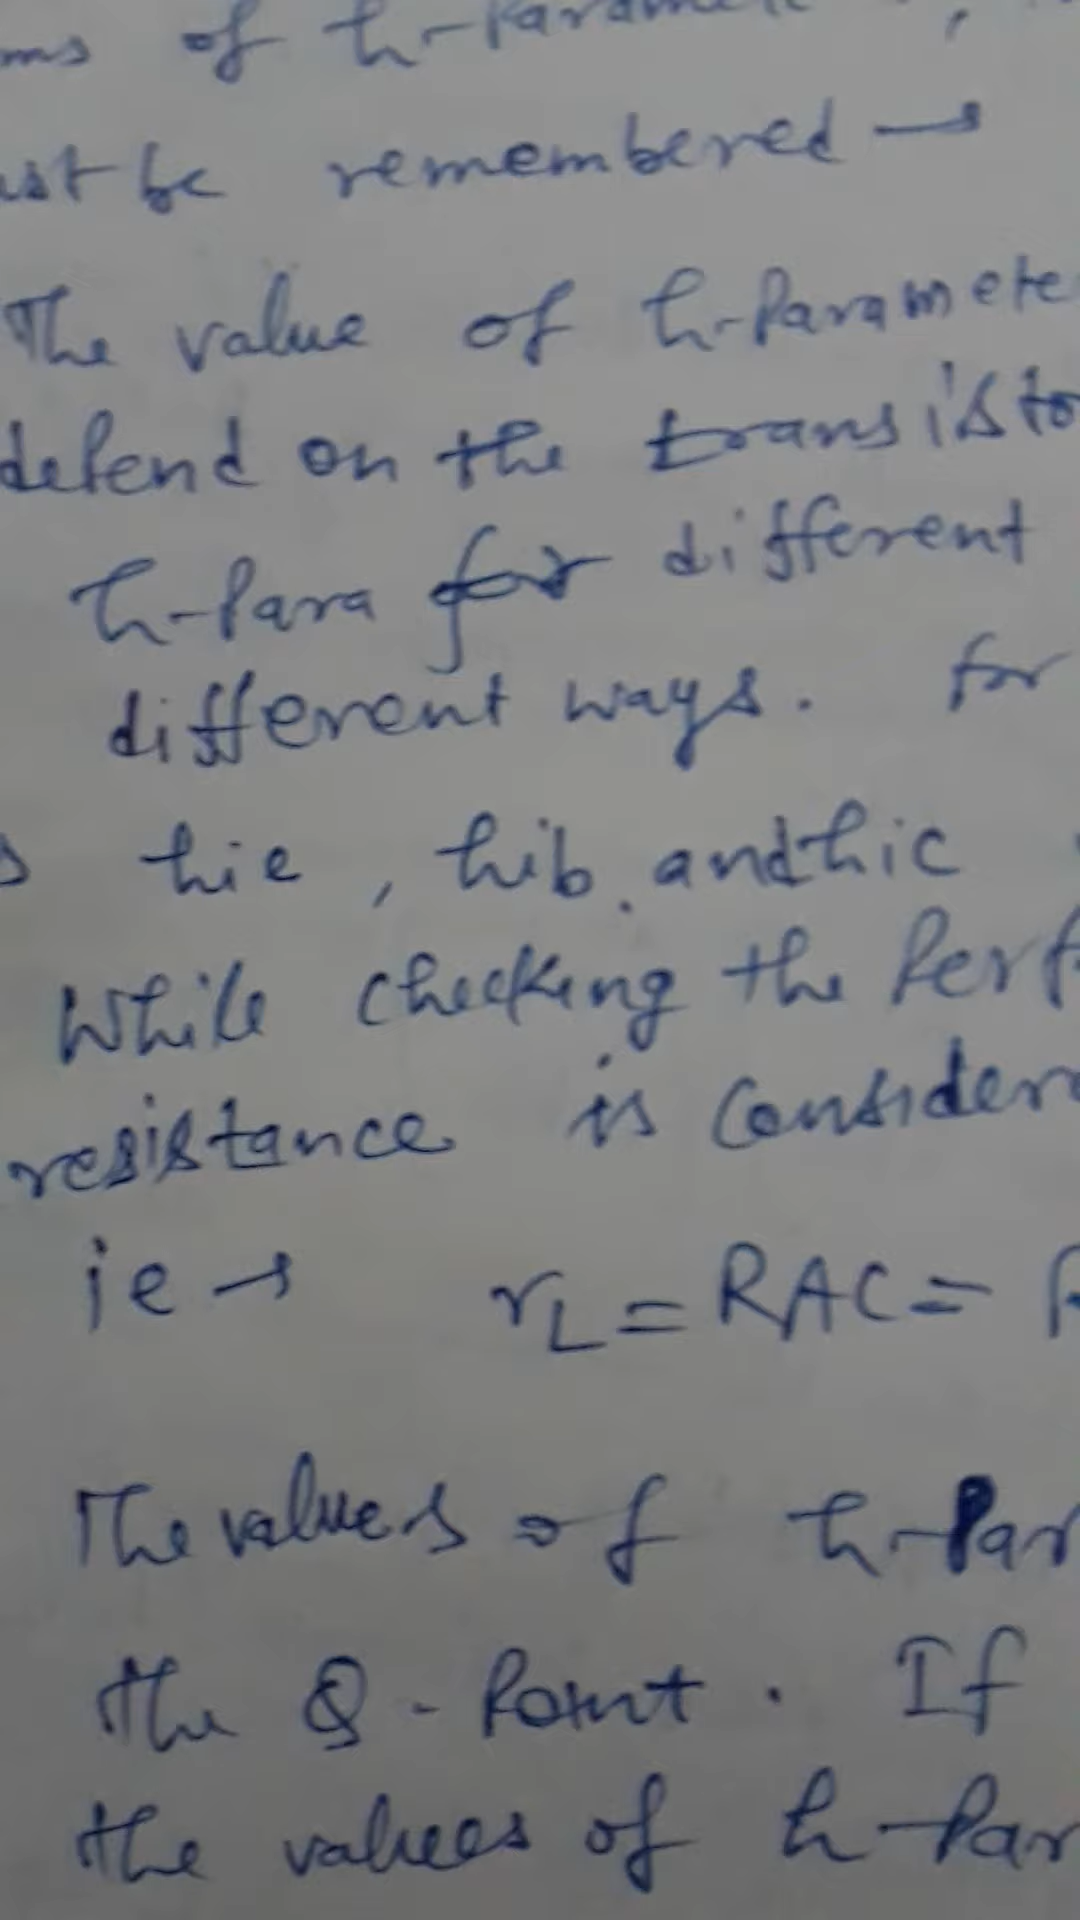 of h-Parame
be remembered →
The value of h-Paramete
depend on the transisto
h-Para for different
different ways. for
hie, hib. and hic
While checking the Perf
resistance is Consider
ie → rL = RAC =
The values of h-Par
the Q-Point. If
the values of h-Par